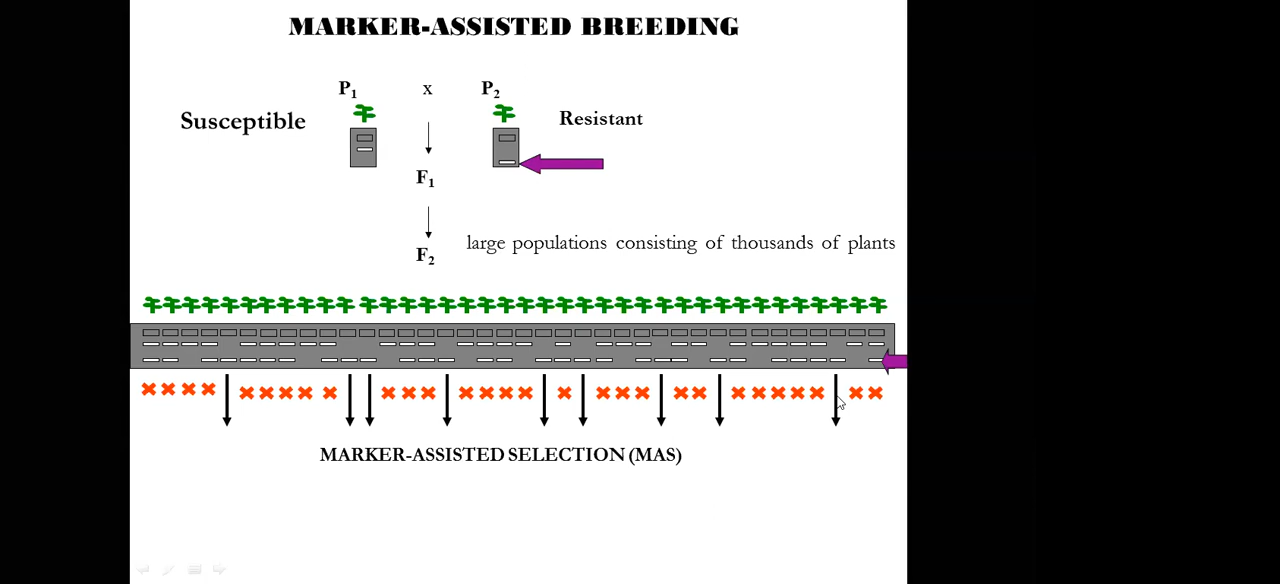 MARKER-ASSISTED BREEDING
P1 x P2
Susceptible
Resistant
F1
F2
large populations consisting of thousands of plants
MARKER-ASSISTED SELECTION (MAS)